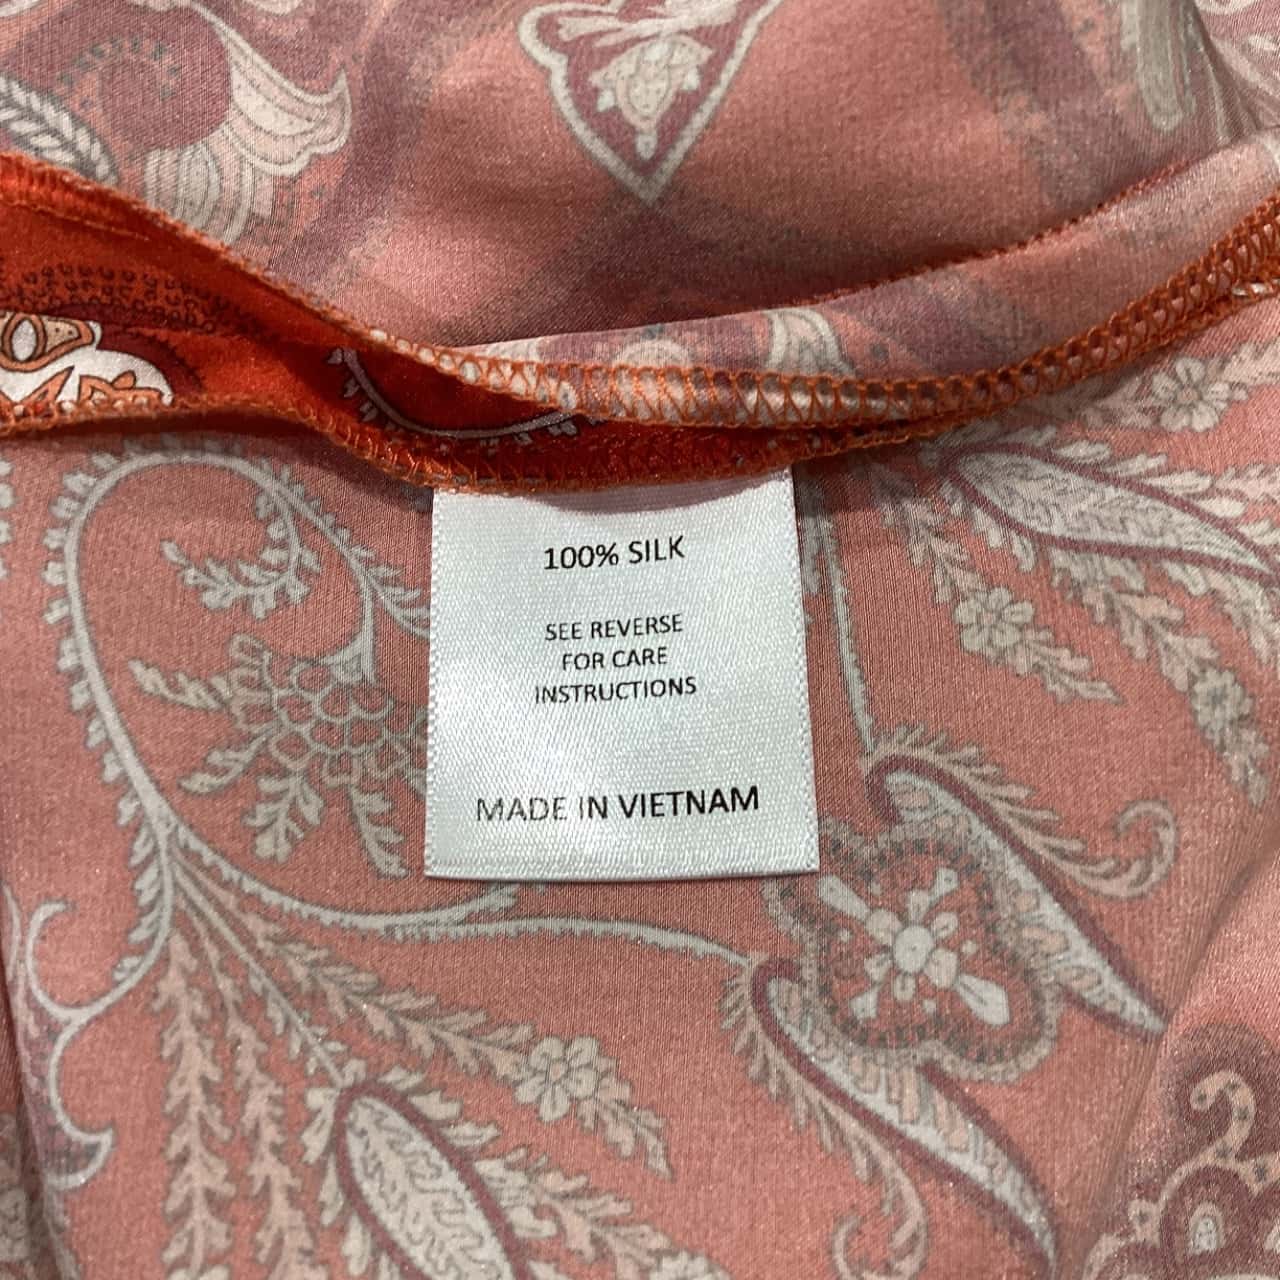 100% SILK
SEE REVERSE
FOR CARE
INSTRUCTIONS
MADE IN VIETNAM